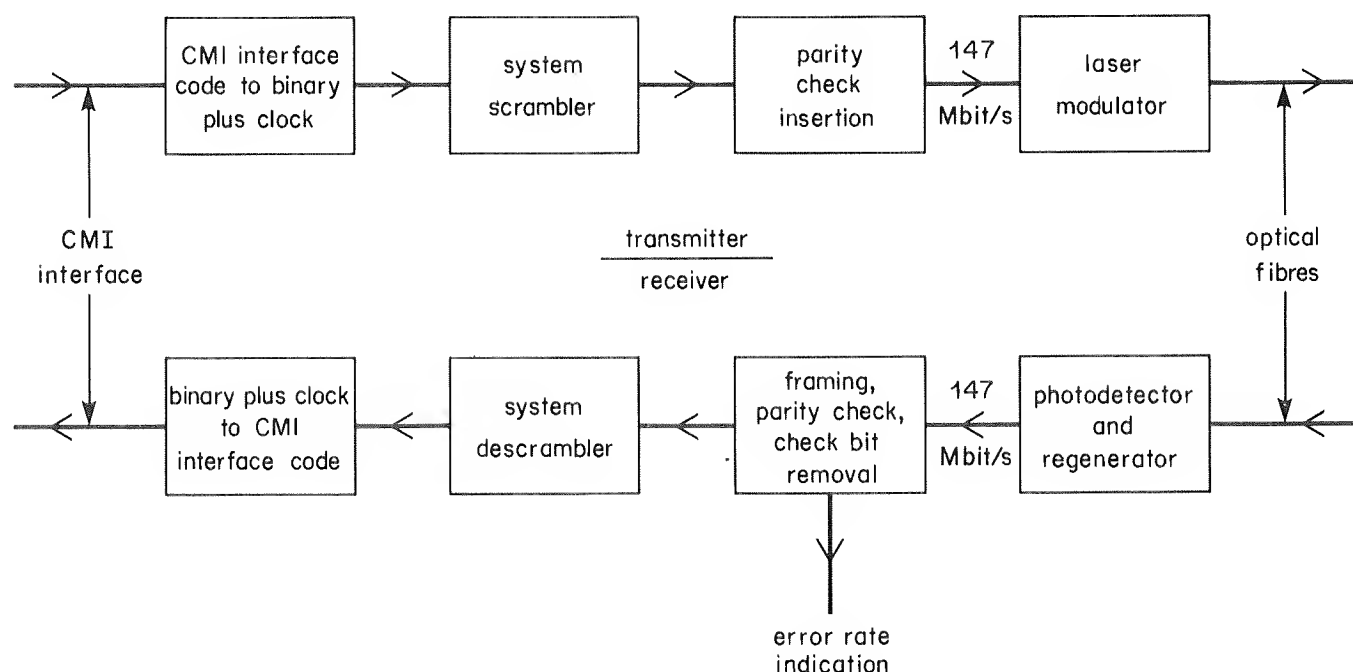 CMI interface
code to binary
plus clock
system
scrambler
parity
check
insertion
147
Mbit/s
laser
modulator
CMI
interface
transmitter
receiver
optical
fibres
binary plus clock
to CMI
interface code
system
descrambler
framing,
parity check,
check bit
removal
147
Mbit/s
photodetector
and
regenerator
error rate
indication